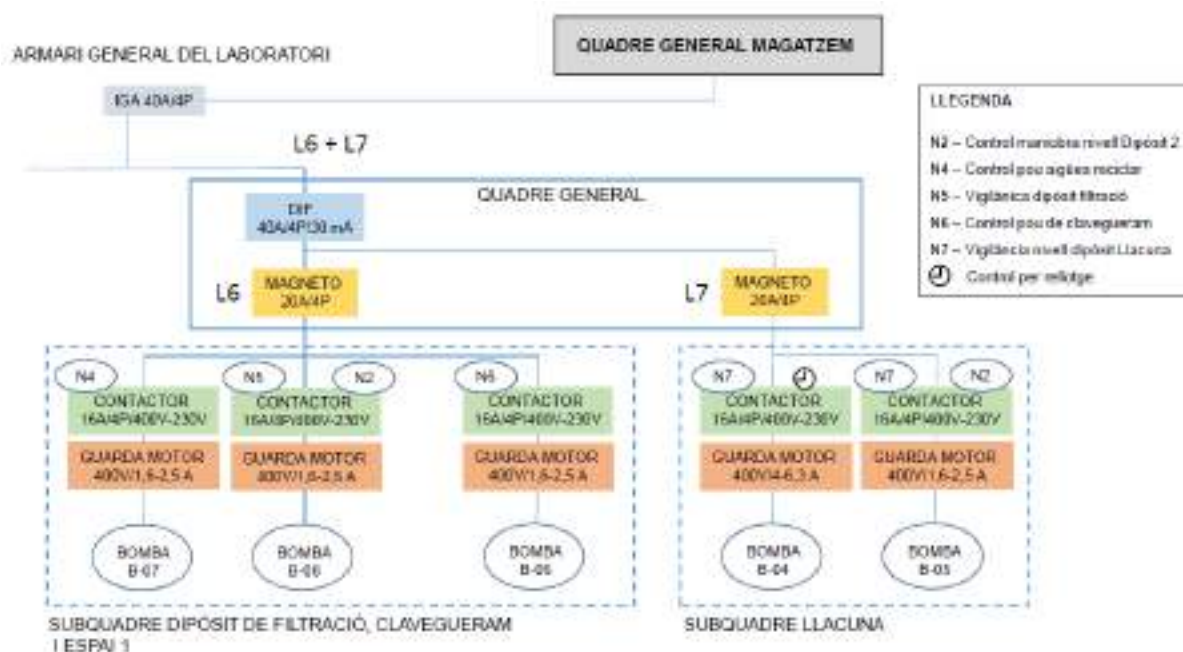 QUADRE GENERAL MAGATZEM
ARMARI GENERAL DEL LABORATORI
IGA 40A/4P
L6 + L7
QUADRE GENERAL
DIF
40A/4P/30 mA
L6
MAGNETO
20A/4P
L7
MAGNETO
20A/4P
LLEGENDA
N2 – Control maniobra nivell Dipòsit 2
N4 – Control pou aigües reciclar
N5 – Vigilància dipòsit filtració
N6 – Control pou de clavegueram
N7 – Vigilància nivell dipòsit Llacuna
Control per rellotge
N4
N5
N2
N6
N7
N7
N2
CONTACTOR
16A/4P/400V-230V
CONTACTOR
16A/4P/400V-230V
CONTACTOR
16A/4P/400V-230V
CONTACTOR
16A/4P/400V-230V
CONTACTOR
16A/4P/400V-230V
GUARDA MOTOR
400V/1,6-2,5 A
GUARDA MOTOR
400V/1,6-2,5 A
GUARDA MOTOR
400V/1,6-2,5 A
GUARDA MOTOR
400V/4-6,3 A
GUARDA MOTOR
400V/1,6-2,5 A
BOMBA
B-07
BOMBA
BOMBA
BOMBA
B-04
BOMBA
SUBQUADRE DIPÒSIT DE FILTRACIÓ, CLAVEGUERAM
I ESPAI 1
SUBQUADRE LLACUNA